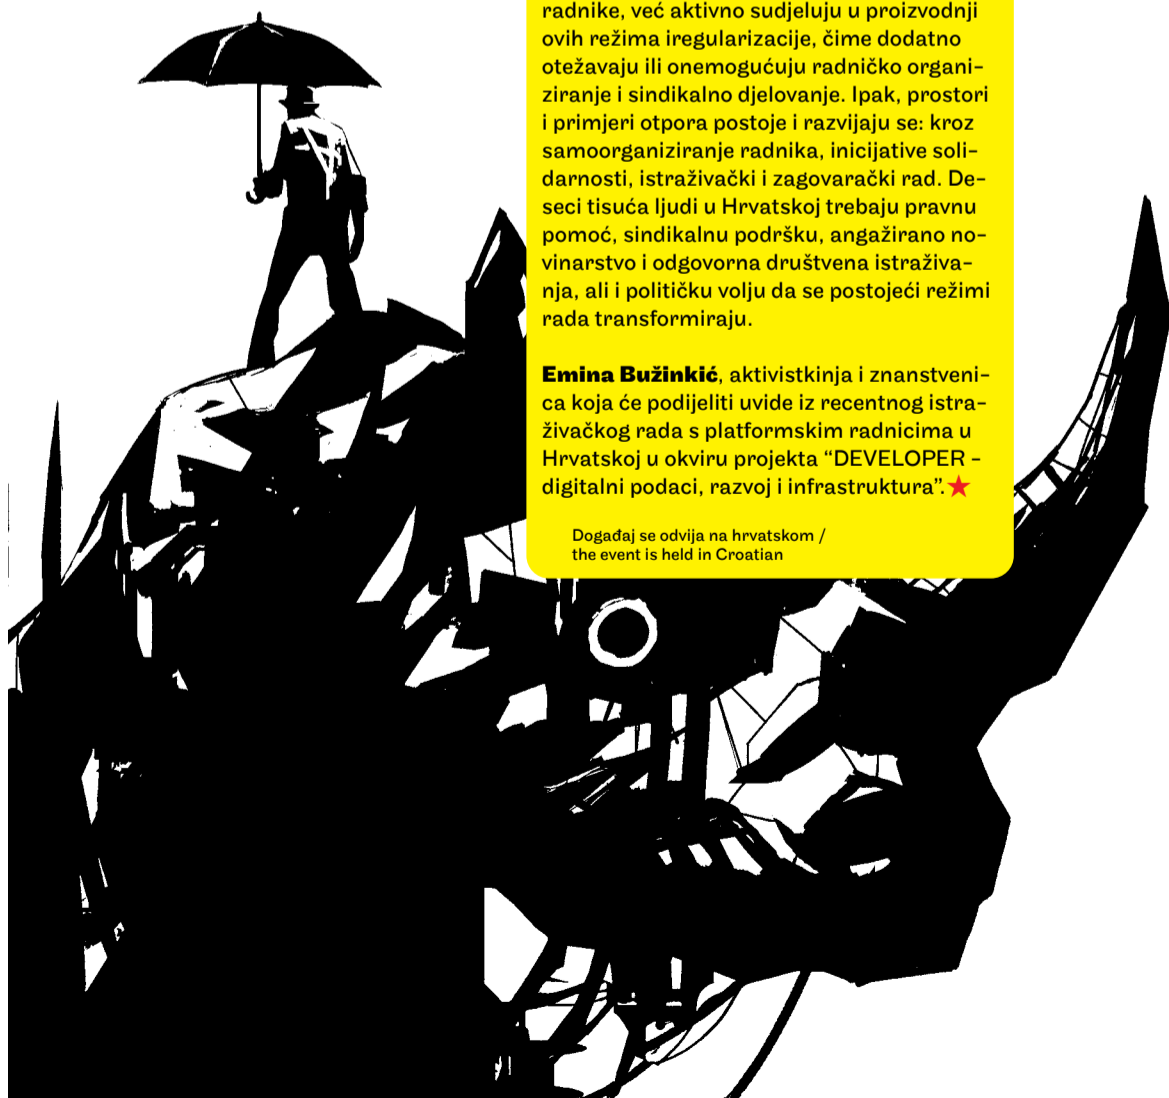 radnike, već aktivno sudjeluju u proizvodnji
ovih režima iregularizacije, čime dodatno
otežavaju ili onemogućuju radničko organi–
ziranje i sindikalno djelovanje. Ipak, prostori
i primjeri otpora postoje i razvijaju se: kroz
samoorganiziranje radnika, inicijative soli–
darnosti, istraživački i zagovarački rad. De–
seci tisuća ljudi u Hrvatskoj trebaju pravnu
pomoć, sindikalnu podršku, angažirano no–
vinarstvo i odgovorna društvena istraživa–
nja, ali i političku volju da se postojeći režimi
rada transformiraju.
Emina Bužinkić, aktivistkinja i znanstveni–
ca koja će podijeliti uvide iz recentnog istra–
živačkog rada s platformskim radnicima u
Hrvatskoj u okviru projekta “DEVELOPER –
digitalni podaci, razvoj i infrastruktura”.
Događaj se odvija na hrvatskom /
the event is held in Croatian